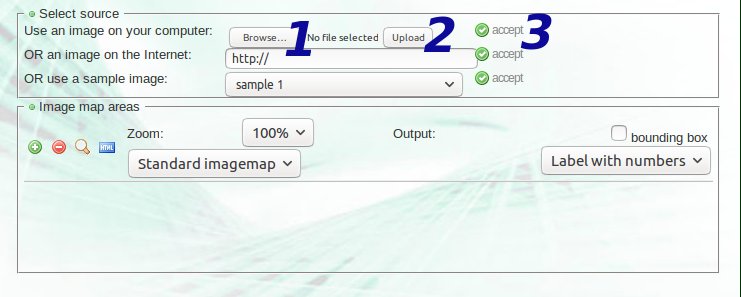 Select source
Use an image on your computer: Browse... No file selected Upload accept
1 2 3
OR an image on the Internet: http:// accept
OR use a sample image: sample 1 accept
Image map areas
Zoom: 100% Output: bounding box
HTML
Standard imagemap Label with numbers